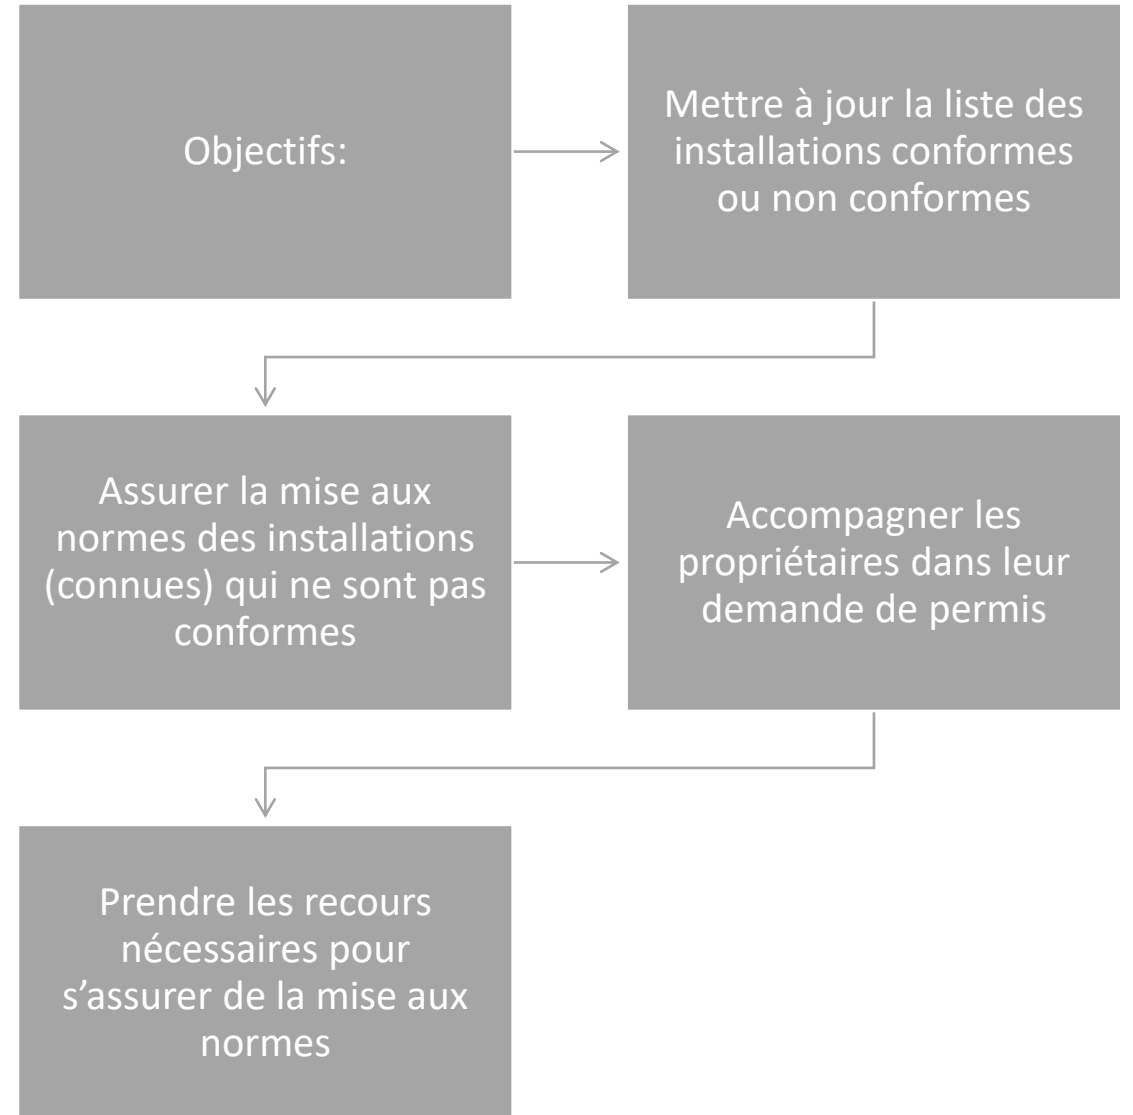 Objectifs:
Mettre à jour la liste des
installations conformes
ou non conformes
Assurer la mise aux
normes des installations
(connues) qui ne sont pas
conformes
Accompagner les
propriétaires dans leur
demande de permis
Prendre les recours
nécessaires pour
s’assurer de la mise aux
normes